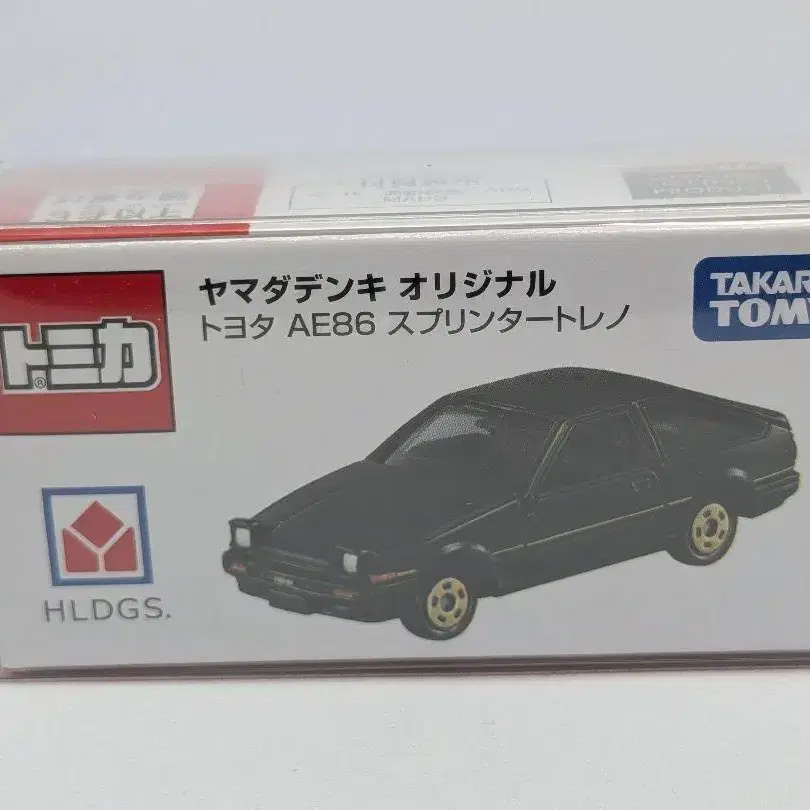 ヤマダデンキ オリジナル
トヨタ AE86 スプリンタートレノ
TAKAR
TOM
トミカ
®
HLDGS.